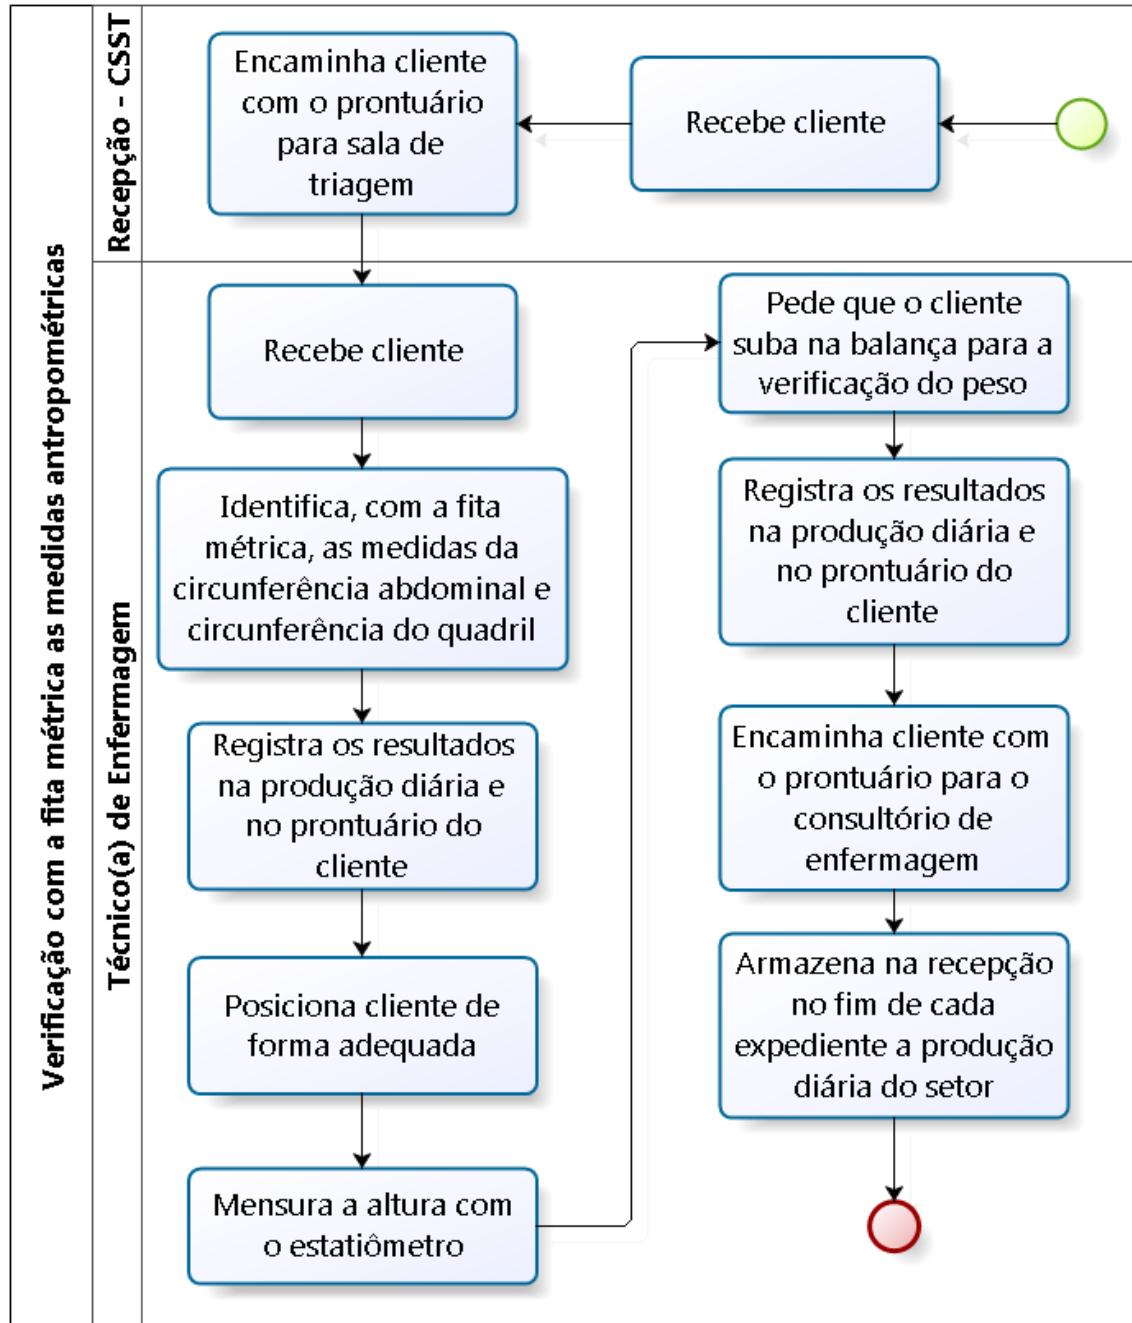 Verificação com a fita métrica as medidas antropométricas
Recepção - CSST
Recebe cliente
Encaminha cliente
com o prontuário
para sala de
triagem
Técnico(a) de Enfermagem
Recebe cliente
Identifica, com a fita
métrica, as medidas da
circunferência abdominal e
circunferência do quadril
Registra os resultados
na produção diária e
no prontuário do
cliente
Posiciona cliente de
forma adequada
Mensura a altura com
o estatiômetro
Pede que o cliente
suba na balança para a
verificação do peso
Registra os resultados
na produção diária e
no prontuário do
cliente
Encaminha cliente com
o prontuário para o
consultório de
enfermagem
Armazena na recepção
no fim de cada
expediente a produção
diária do setor